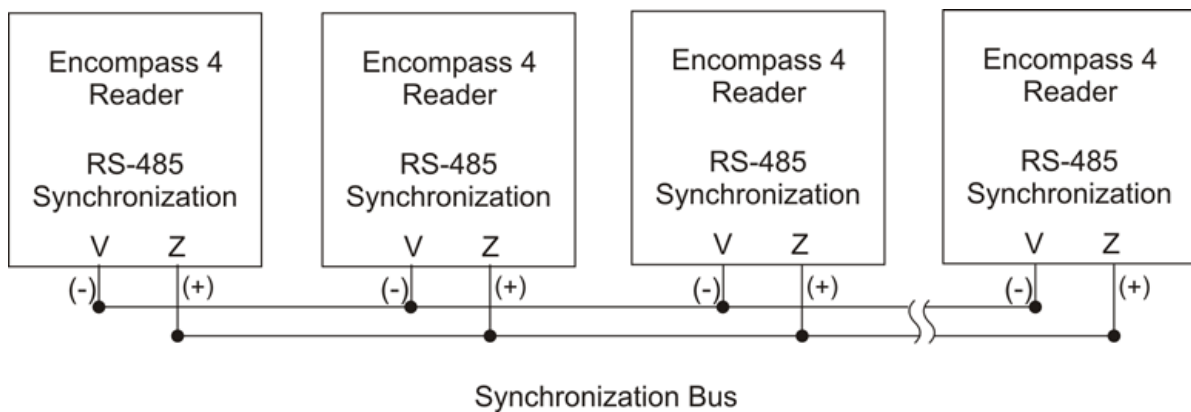 Encompass 4
Reader
RS-485
Synchronization
V Z
(-) (+)
Encompass 4
Reader
RS-485
Synchronization
V Z
(-) (+)
Encompass 4
Reader
RS-485
Synchronization
V Z
(-) (+)
Encompass 4
Reader
RS-485
Synchronization
V Z
(-) (+)
Synchronization Bus